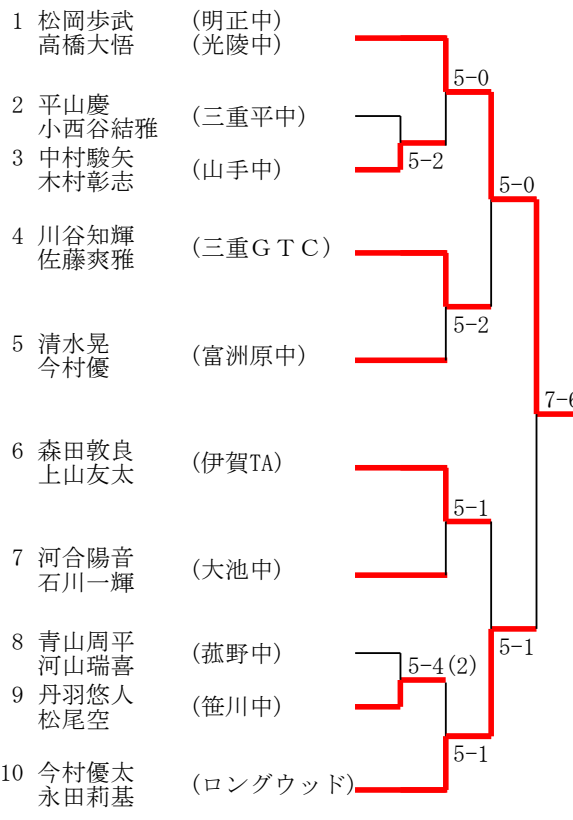 1 松岡歩武 (明正中)
高橋大悟 (光陵中)
5-0
2 平山慶
小西谷結雅 (三重平中)
3 中村駿矢
木村彰志 (山手中)
5-2
5-0
4 川谷知輝
佐藤爽雅 (三重ＧＴＣ)
5-2
5 清水晃
今村優 (富洲原中)
7-6
6 森田敦良
上山友太 (伊賀TA)
5-1
7 河合陽音
石川一輝 (大池中)
8 青山周平
河山瑞喜 (菰野中)
5-4(2)
5-1
9 丹羽悠人
松尾空 (笹川中)
5-1
10 今村優太
永田莉基 (ロングウッド)